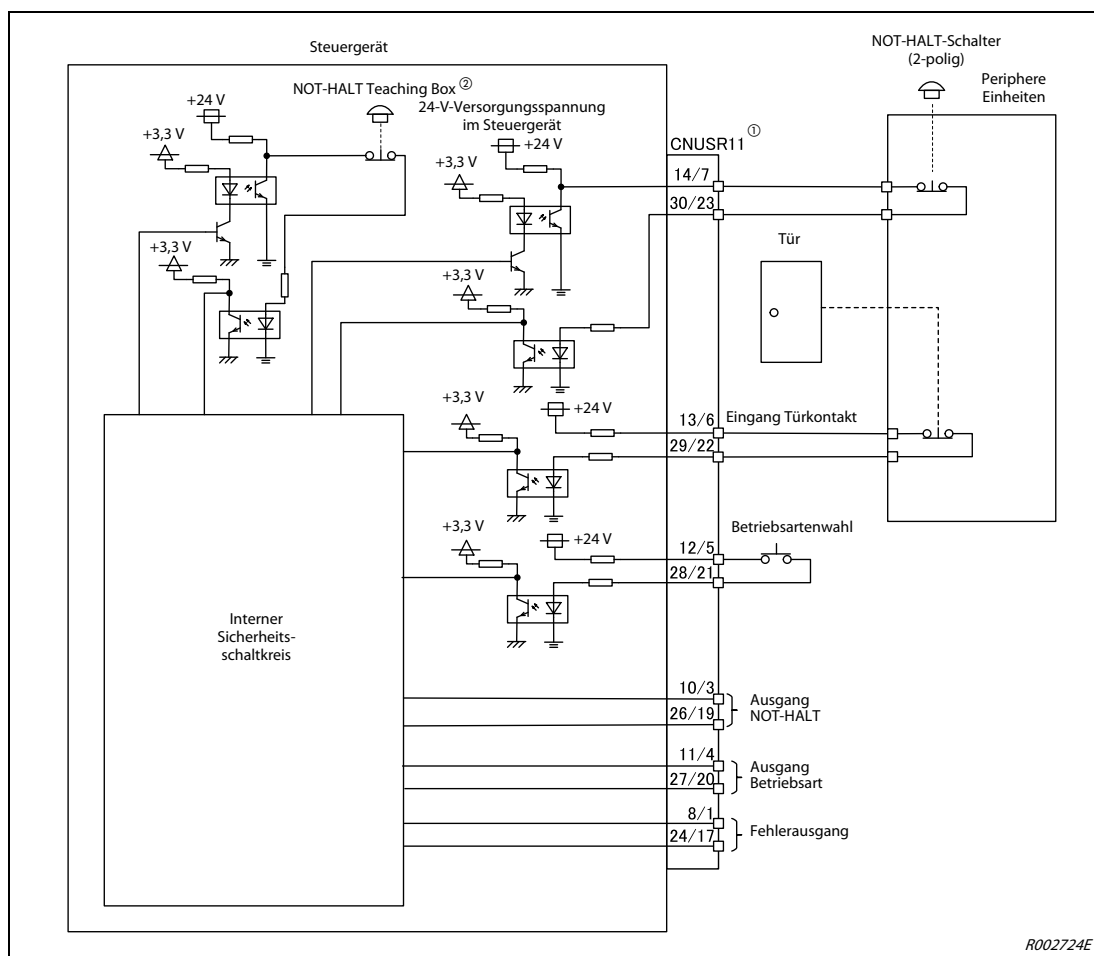 Steuergerät
NOT-HALT-Schalter
(2-polig)
Periphere
Einheiten
NOT-HALT Teaching Box ②
24-V-Versorgungsspannung
im Steuergerät
+24 V
+3,3 V
+24 V
+3,3 V
CNUSR11 ①
14/7
30/23
+3,3 V
+3,3 V
Tür
+3,3 V
+24 V
13/6
Eingang Türkontakt
29/22
+3,3 V
+24 V
12/5
Betriebsartenwahl
28/21
Interner
Sicherheits-
schaltkreis
10/3
26/19
Ausgang
NOT-HALT
11/4
27/20
Ausgang
Betriebsart
8/1
24/17
Fehlerausgang
R002724E